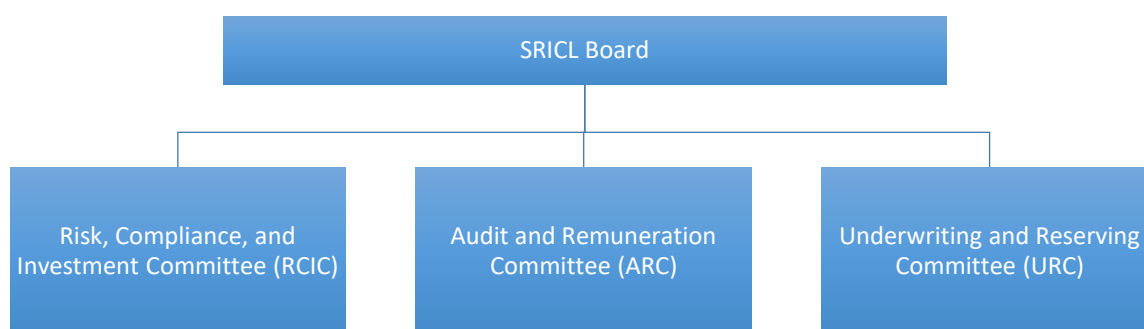 SRICL Board
Risk, Compliance, and
Investment Committee (RCIC)
Audit and Remuneration
Committee (ARC)
Underwriting and Reserving
Committee (URC)